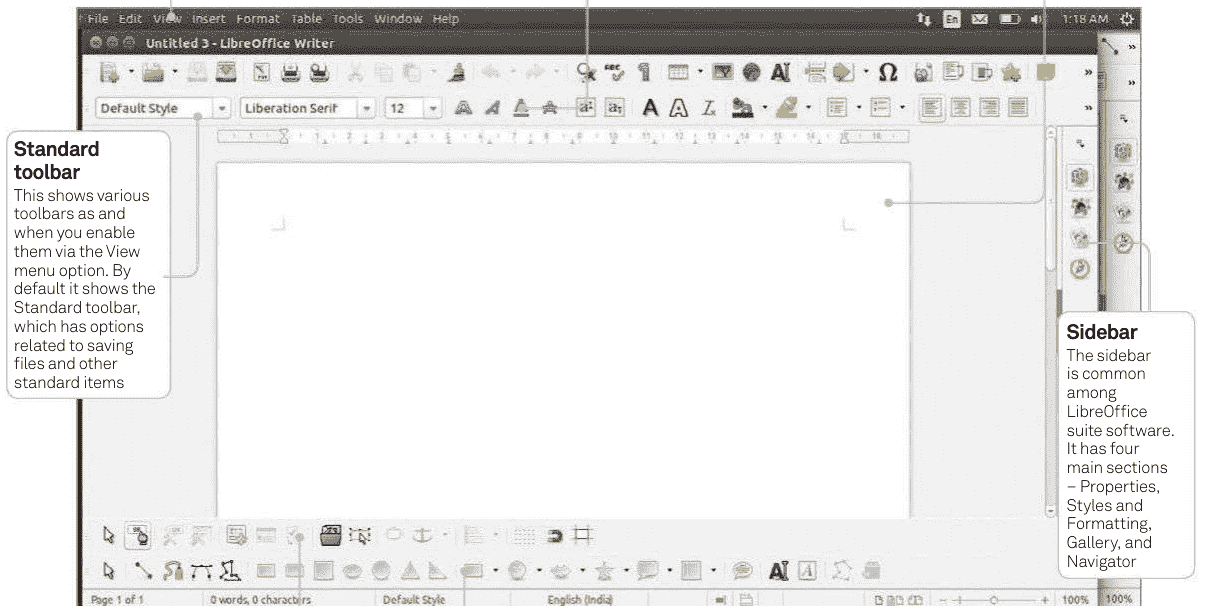 File Edit View Insert Format Table Tools Window Help
En 1:18 AM
Untitled 3 - LibreOffice Writer
Default Style Liberation Serif 12
Standard
toolbar
This shows various
toolbars as and
when you enable
them via the View
menu option. By
default it shows the
Standard toolbar,
which has options
related to saving
files and other
standard items
Sidebar
The sidebar
is common
among
LibreOffice
suite software.
It has four
main sections
– Properties,
Styles and
Formatting,
Gallery, and
Navigator
Page 1 of 1 0 words, 0 characters Default Style English (India) 100% 100%